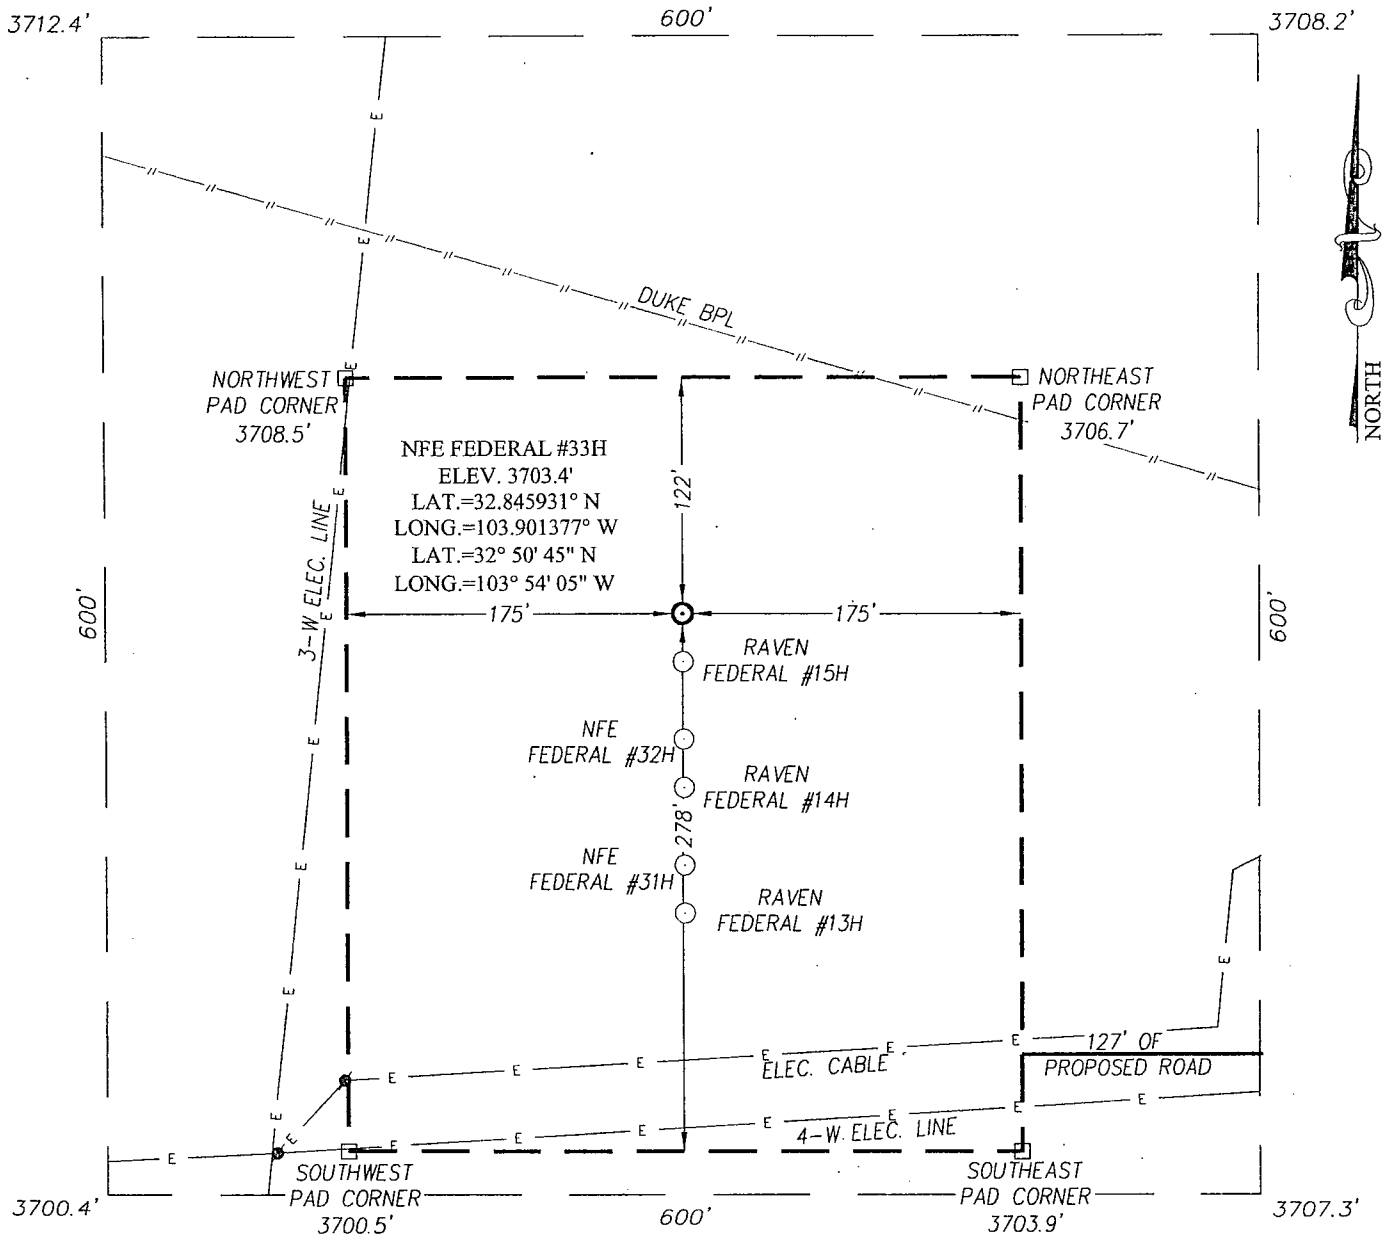 3712.4'
600'
3708.2'
E
E
DUKE BPL
NORTH
E
NORTHWEST
PAD CORNER
3708.5'
NORTHEAST
PAD CORNER
3706.7'
NFE FEDERAL #33H
ELEV. 3703.4'
LAT.=32.845931° N
LONG.=103.901377° W
LAT.=32° 50' 45" N
LONG.=103° 54' 05" W
122'
E
3-W ELEC. LINE
E
600'
175'
175'
600'
RAVEN
FEDERAL #15H
NFE
FEDERAL #32H
E
RAVEN
FEDERAL #14H
278'
NFE
FEDERAL #31H
E
RAVEN
FEDERAL #13H
E
E
E
E
E
E
E
E
ELEC. CABLE
127' OF
PROPOSED ROAD
E
E
E
E
E
E
E
E
E
E
E
4-W. ELEC. LINE
SOUTHWEST
PAD CORNER
3700.5'
SOUTHEAST
PAD CORNER
3703.9'
3700.4'
600'
3707.3'